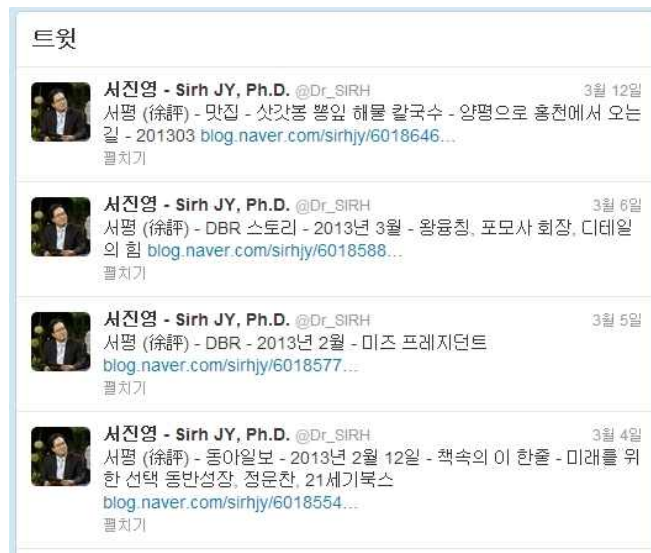 트윗
서진영 - Sirh JY, Ph.D. @Dr_SIRH 3월 12일
서평 (徐評) - 맛집 - 삿갓봉 뽕잎 해물 칼국수 - 양평으로 홍천에서 오는
길 - 201303 blog.naver.com/sirhjy/6018646...
펼치기
서진영 - Sirh JY, Ph.D. @Dr_SIRH 3월 6일
서평 (徐評) - DBR 스토리 - 2013년 3월 - 왕융칭, 포모사 회장, 디테일
의 힘 blog.naver.com/sirhjy/6018588...
펼치기
서진영 - Sirh JY, Ph.D. @Dr_SIRH 3월 5일
서평 (徐評) - DBR - 2013년 2월 - 미즈 프레지던트
blog.naver.com/sirhjy/6018577...
펼치기
서진영 - Sirh JY, Ph.D. @Dr_SIRH 3월 4일
서평 (徐評) - 동아일보 - 2013년 2월 12일 - 책속의 이 한줄 - 미래를 위
한 선택 동반성장, 정운찬, 21세기북스
blog.naver.com/sirhjy/6018554...
펼치기